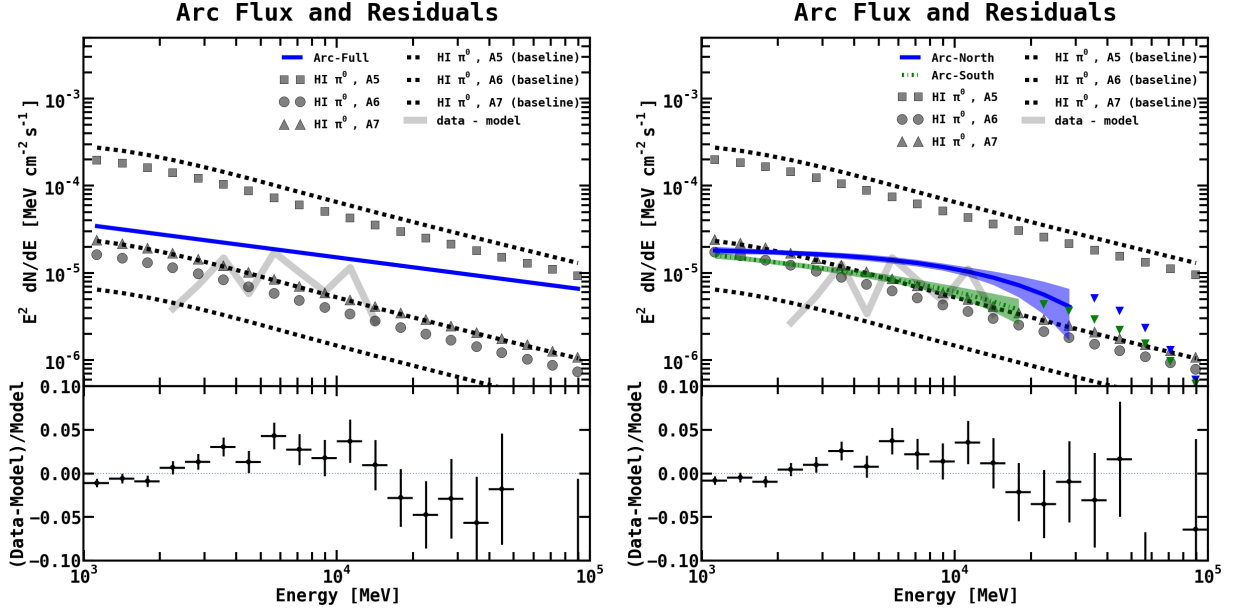 Arc Flux and Residuals
Arc-Full
HI π⁰, A5
HI π⁰, A6
HI π⁰, A7
HI π⁰, A5 (baseline)
HI π⁰, A6 (baseline)
HI π⁰, A7 (baseline)
data - model
E² dN/dE [MeV cm⁻² s⁻¹]
10⁻³
10⁻⁴
10⁻⁵
10⁻⁶
(Data-Model)/Model
0.10
0.05
0.00
−0.05
−0.10
10³
10⁴
10⁵
Energy [MeV]
Arc Flux and Residuals
Arc-North
Arc-South
HI π⁰, A5
HI π⁰, A6
HI π⁰, A7
HI π⁰, A5 (baseline)
HI π⁰, A6 (baseline)
HI π⁰, A7 (baseline)
data - model
E² dN/dE [MeV cm⁻² s⁻¹]
10⁻³
10⁻⁴
10⁻⁵
10⁻⁶
(Data-Model)/Model
0.10
0.05
0.00
−0.05
−0.10
10³
10⁴
10⁵
Energy [MeV]